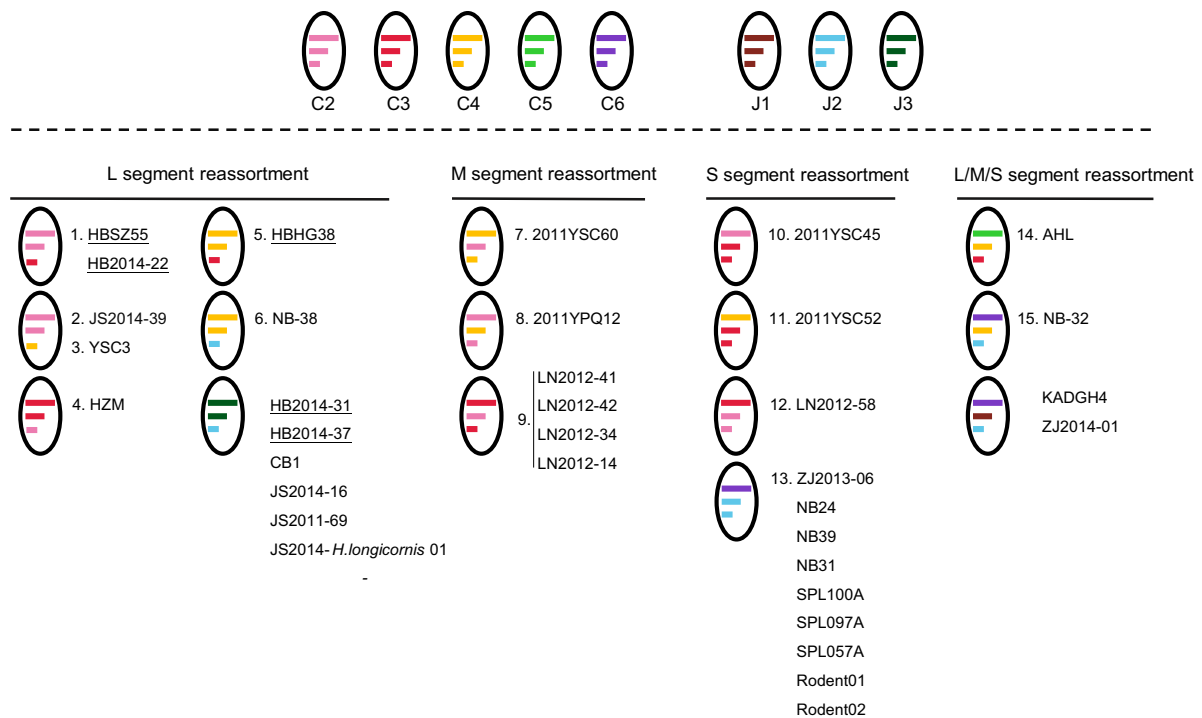 C2 C3 C4 C5 C6 J1 J2 J3
L segment reassortment
1. HBSZ55
HB2014-22
2. JS2014-39
3. YSC3
4. HZM
5. HBHG38
6. NB-38
HB2014-31
HB2014-37
CB1
JS2014-16
JS2011-69
JS2014-H.longicornis 01
-
M segment reassortment
7. 2011YSC60
8. 2011YPQ12
9.
LN2012-41
LN2012-42
LN2012-34
LN2012-14
S segment reassortment
10. 2011YSC45
11. 2011YSC52
12. LN2012-58
13. ZJ2013-06
NB24
NB39
NB31
SPL100A
SPL097A
SPL057A
Rodent01
Rodent02
L/M/S segment reassortment
14. AHL
15. NB-32
KADGH4
ZJ2014-01